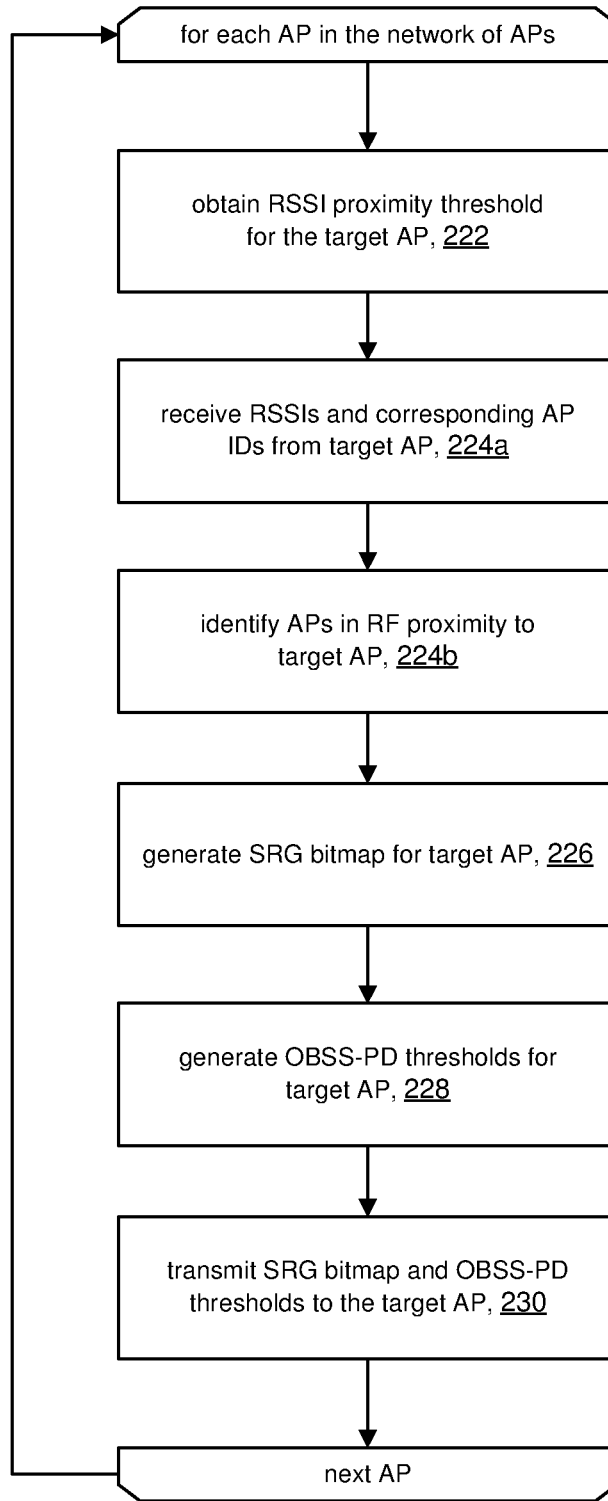 for each AP in the network of APs
obtain RSSI proximity threshold
for the target AP, 222
receive RSSIs and corresponding AP
IDs from target AP, 224a
identify APs in RF proximity to
target AP, 224b
generate SRG bitmap for target AP, 226
generate OBSS-PD thresholds for
target AP, 228
transmit SRG bitmap and OBSS-PD
thresholds to the target AP, 230
next AP